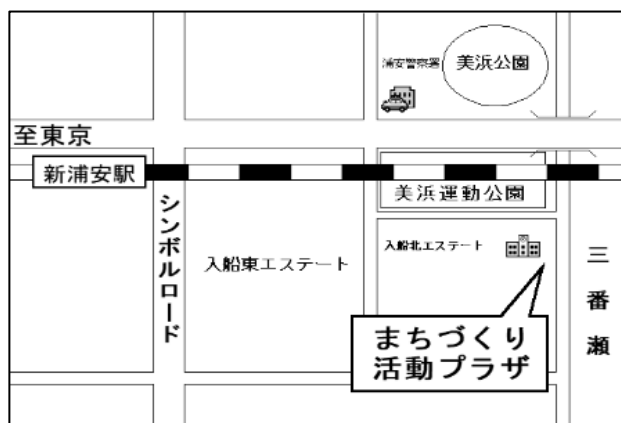 浦安警察署
美浜公園
至東京
新浦安駅
美浜運動公園
シンボルロード
入船東エステート
入船北エステート
三番瀬
まちづくり
活動プラザ